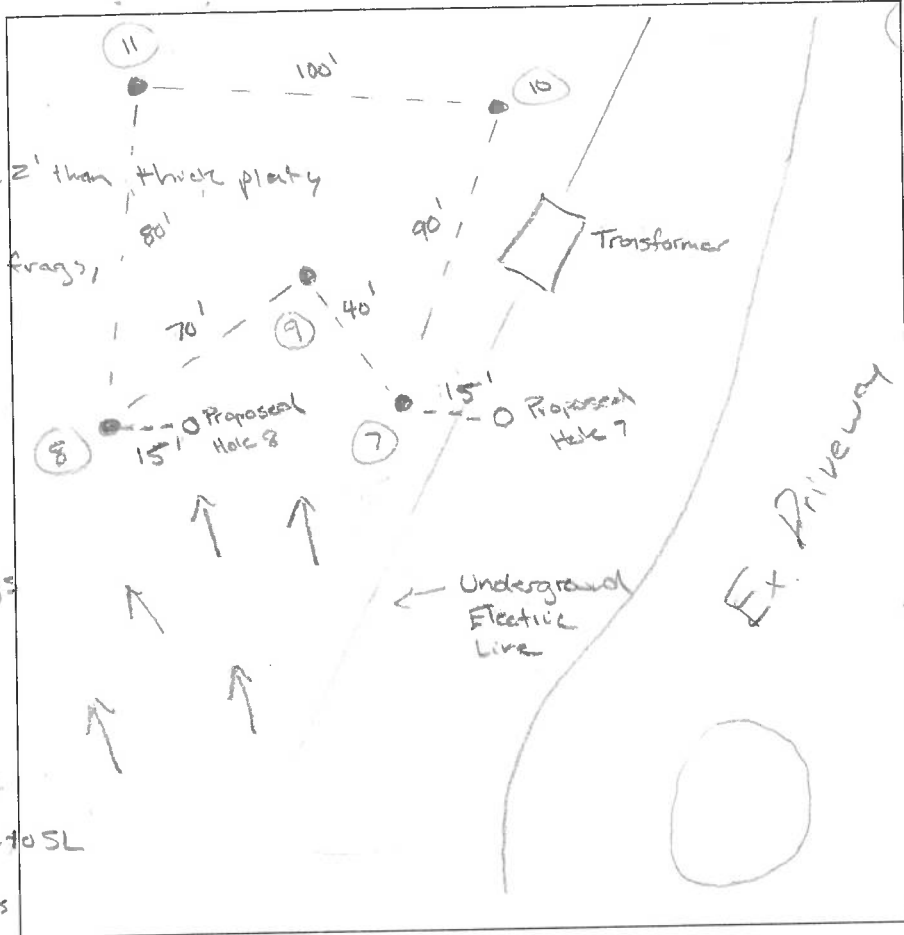 11
100'
10
2' than thick platy
80'
90'
Transformer
frags,
70'
40'
9
15'
Proposed
Hole 8
8
15'
Proposed
Hole 7
7
Ex. Driveway
Underground
Electric
Line
to SL